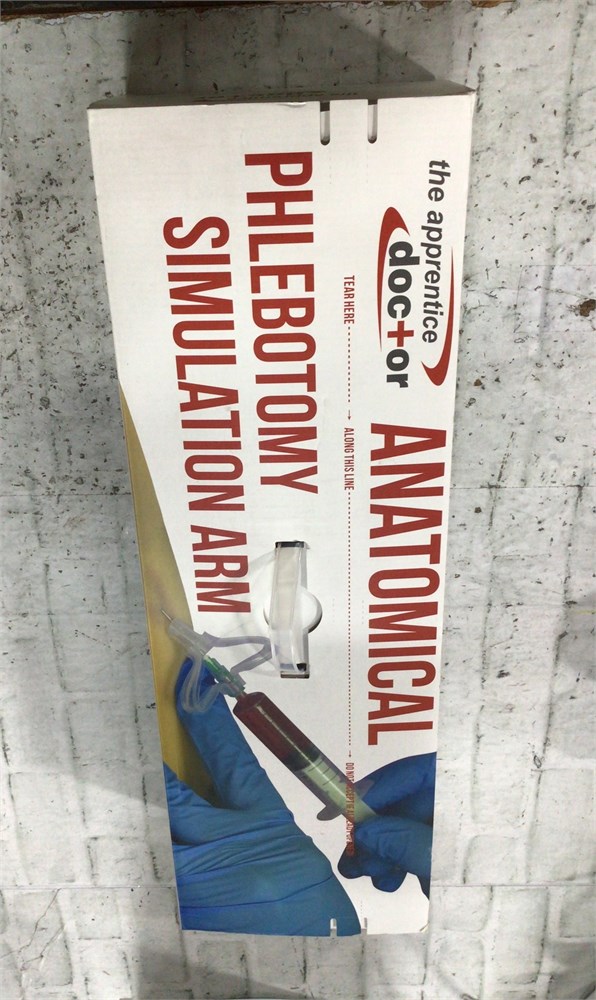 the apprentice
doctor
ANATOMICAL
TEAR HERE
ALONG THIS LINE
PHLEBOTOMY
SIMULATION ARM